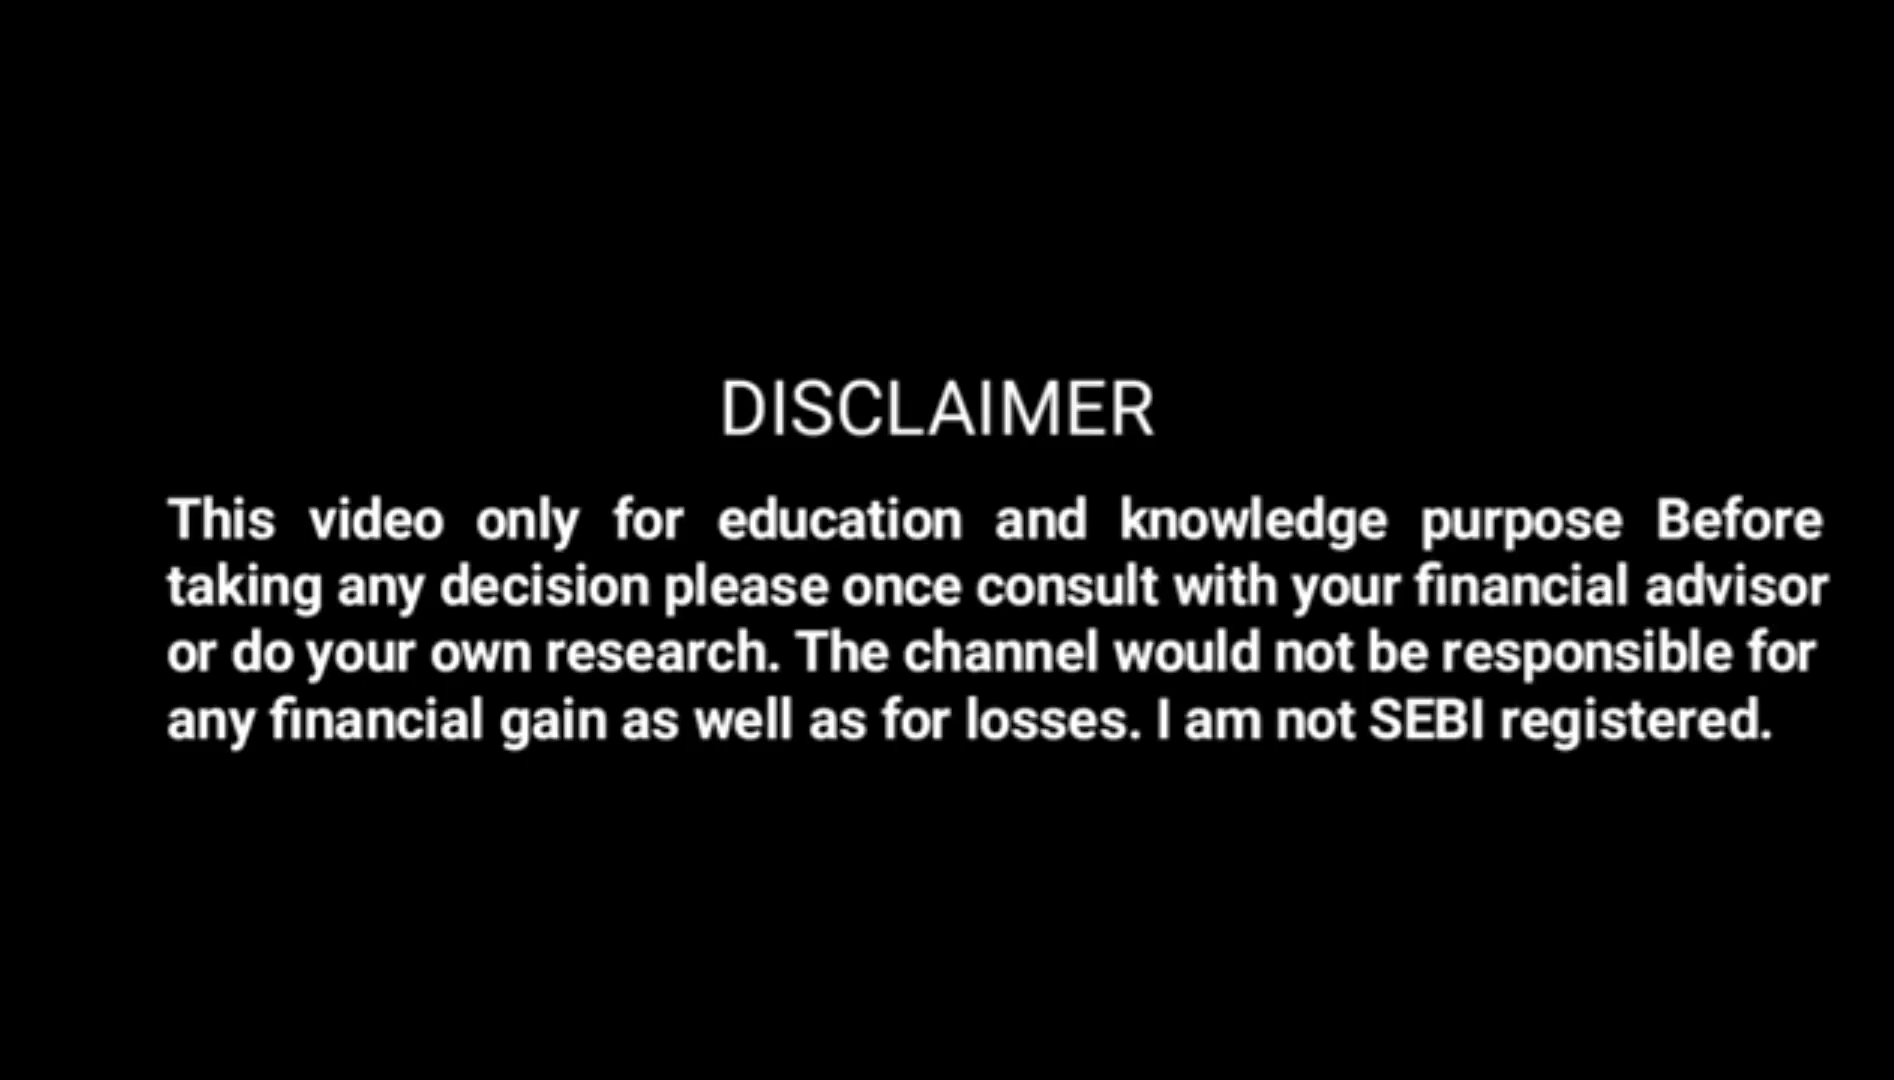 DISCLAIMER
This video only for education and knowledge purpose Before
taking any decision please once consult with your financial advisor
or do your own research. The channel would not be responsible for
any financial gain as well as for losses. I am not SEBI registered.